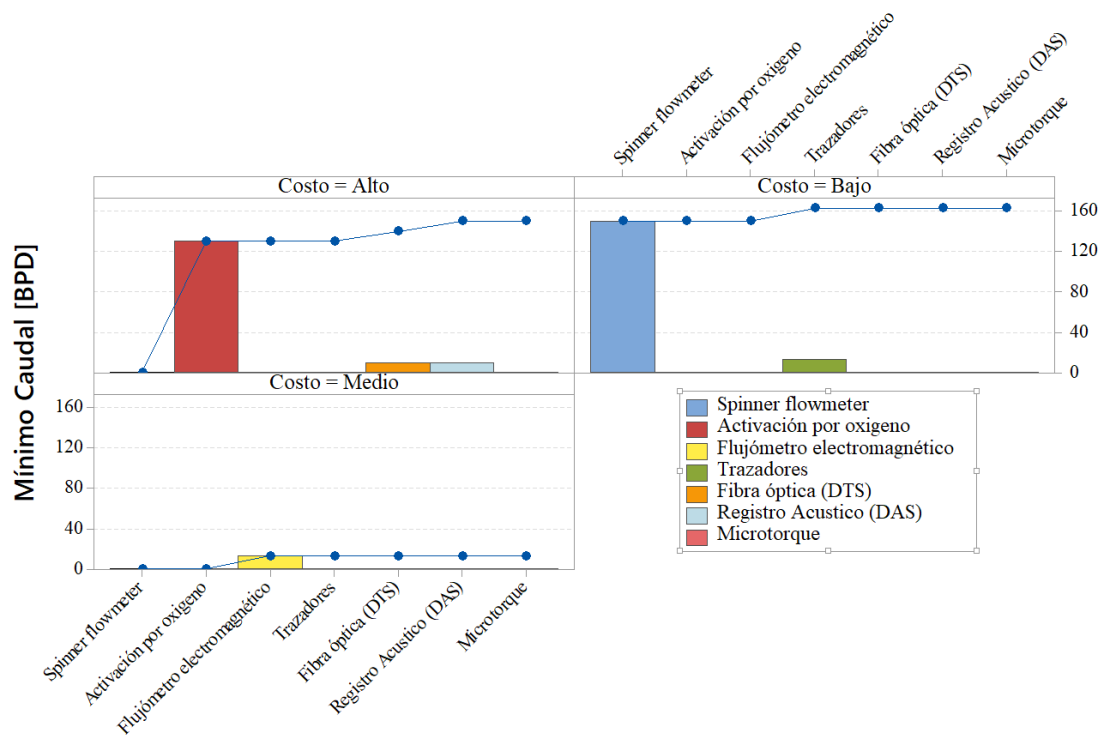 Spinner flowmeter
Activación por oxigeno
Flujómetro electromagnético
Trazadores
Fibra óptica (DTS)
Registro Acustico (DAS)
Microtorque
Costo = Alto
Costo = Bajo
160
120
80
40
0
Mínimo Caudal [BPD]
Costo = Medio
160
120
80
40
0
Spinner flowmeter
Activación por oxigeno
Flujómetro electromagnético
Trazadores
Fibra óptica (DTS)
Registro Acustico (DAS)
Microtorque
Spinner flowmeter
Activación por oxigeno
Flujómetro electromagnético
Trazadores
Fibra óptica (DTS)
Registro Acustico (DAS)
Microtorque